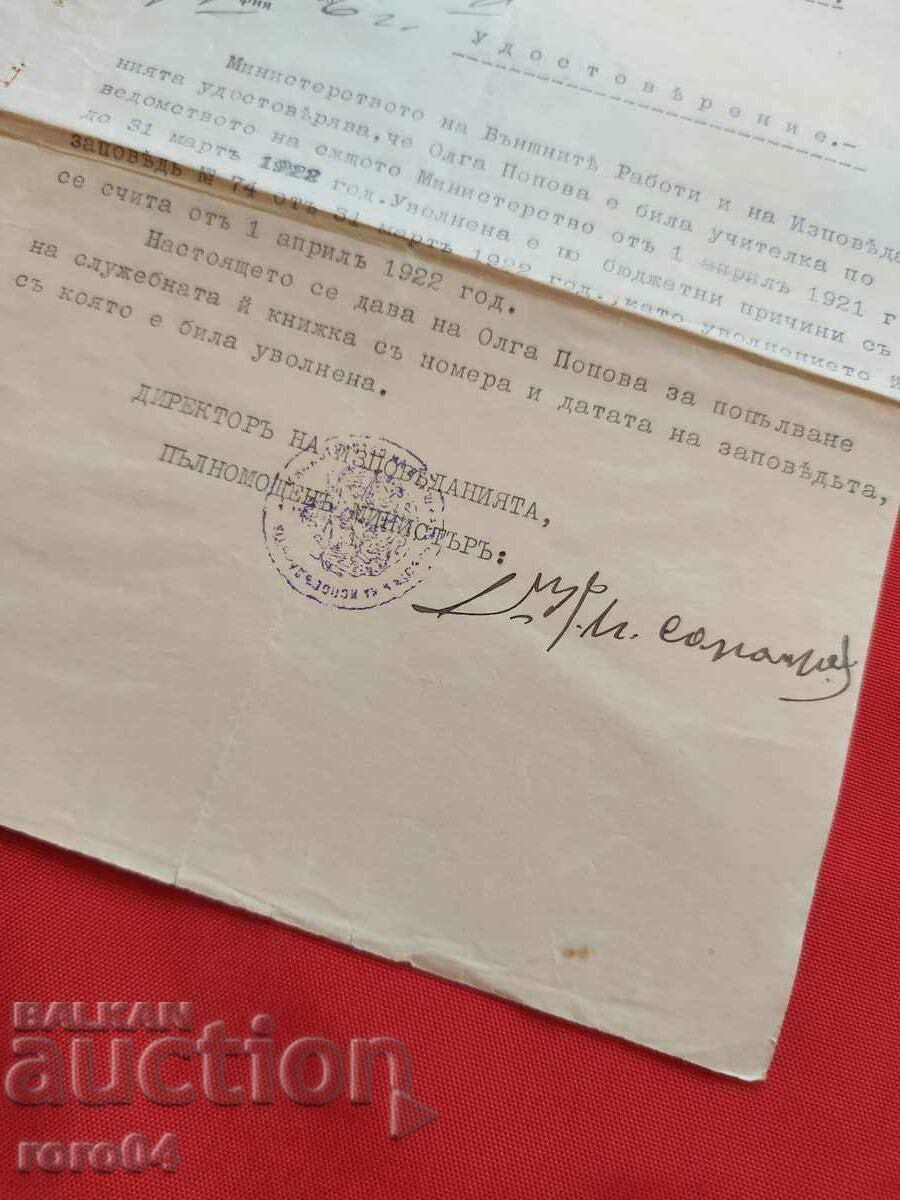 фия
6 г.
удостовѣрение.-
Министерството на Външнитѣ Работи и на Изповѣда
нията удостовѣрява, че Олга Попова е била учителка по
ведомството на сѫщото Министерство отъ 1 априлъ 1921 г
до 31 мартъ 1922 год. Уволнена е по бюджетни причини съ
заповѣдь № 74 отъ 31 мартъ 1922 год., като уволнението й
се счита отъ 1 априлъ 1922 год.
Настоящето се дава на Олга Попова за попълване
на служебната й книжка съ номера и датата на заповѣдьта,
съ която е била уволнена.
ДИРЕКТОРЪ НА ИЗПОВѢДАНИЯТА,
ПЪЛНОМОЩЕНЪ МИНИСТЪРЪ:
BALKAN
auction
roro04